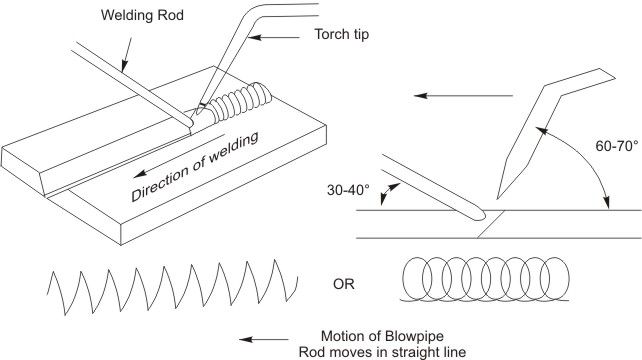 Welding Rod
Torch tip
Direction of welding
60-70°
30-40°
OR
Motion of Blowpipe
Rod moves in straight line